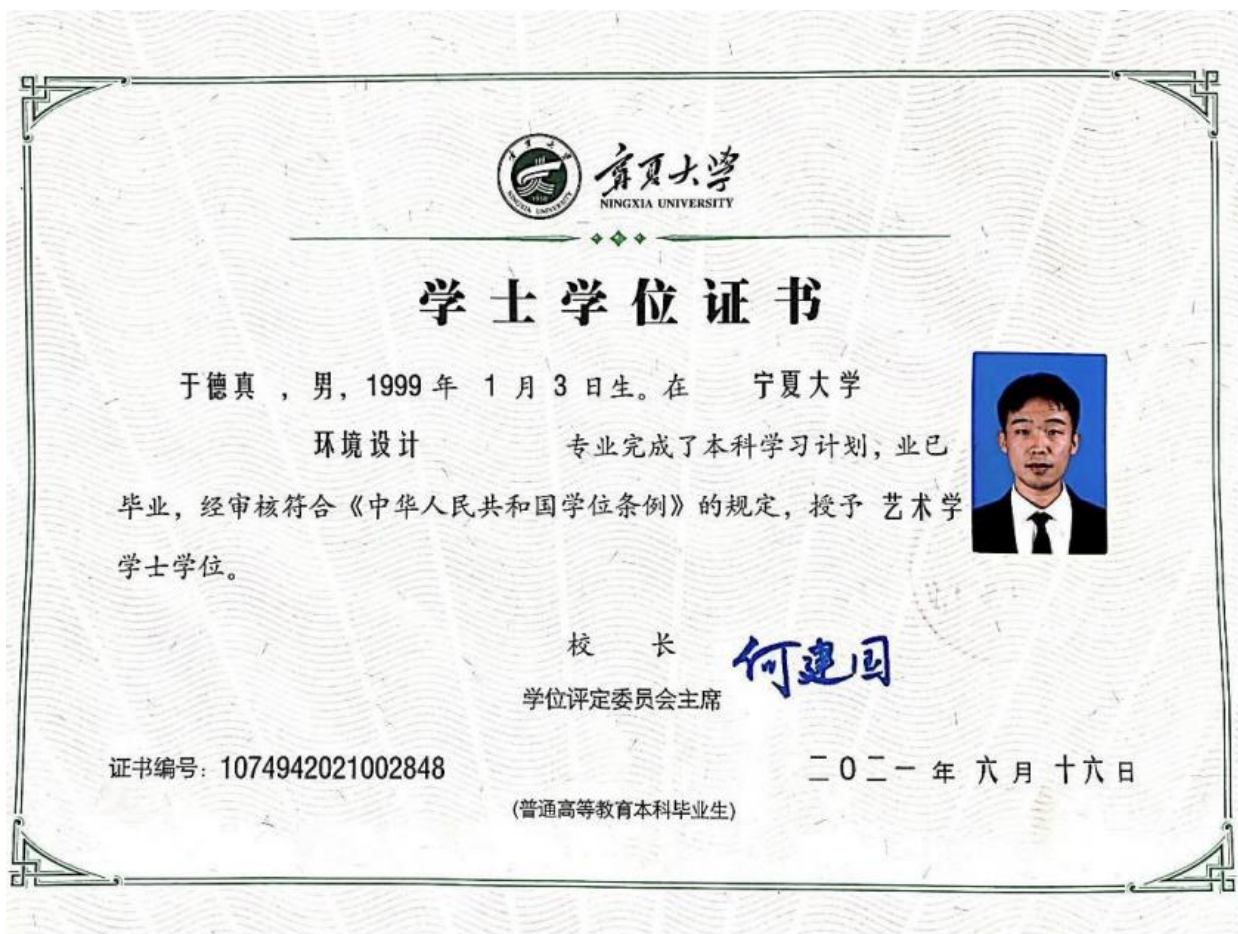 宁夏大学
NINGXIA UNIVERSITY
学士学位证书
于德真 ，男，1999 年 1 月 3 日生。在 宁夏大学
环境设计 专业完成了本科学习计划，业已
毕业，经审核符合《中华人民共和国学位条例》的规定，授予 艺术学
学士学位。
校 长
何建国
学位评定委员会主席
证书编号：1074942021002848
二〇二一 年 六 月 十六 日
(普通高等教育本科毕业生)